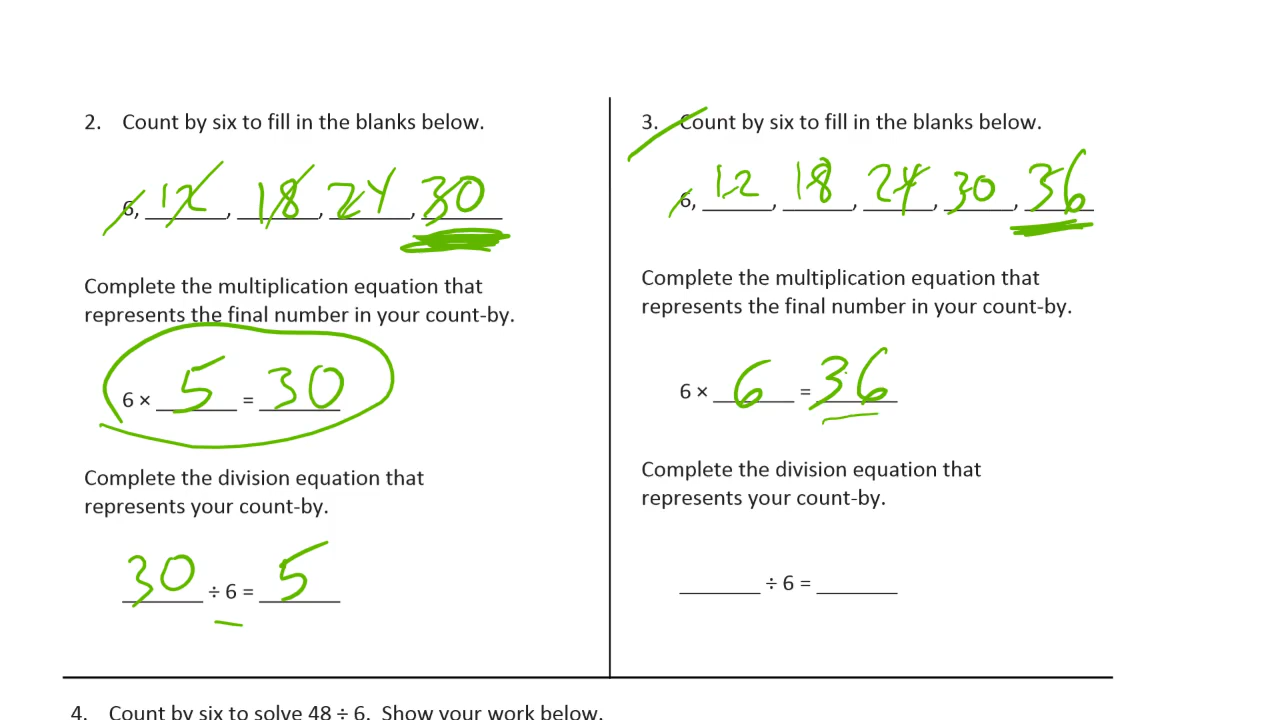 2. Count by six to fill in the blanks below.
6, 12, 18, 24, 30
Complete the multiplication equation that
represents the final number in your count-by.
6 × 5 = 30
Complete the division equation that
represents your count-by.
30 ÷ 6 = 5
3. Count by six to fill in the blanks below.
6, 12, 18, 24, 30, 36
Complete the multiplication equation that
represents the final number in your count-by.
6 × 6 = 36
Complete the division equation that
represents your count-by.
______ ÷ 6 = ______
4. Count by six to solve 48 ÷ 6. Show your work below.